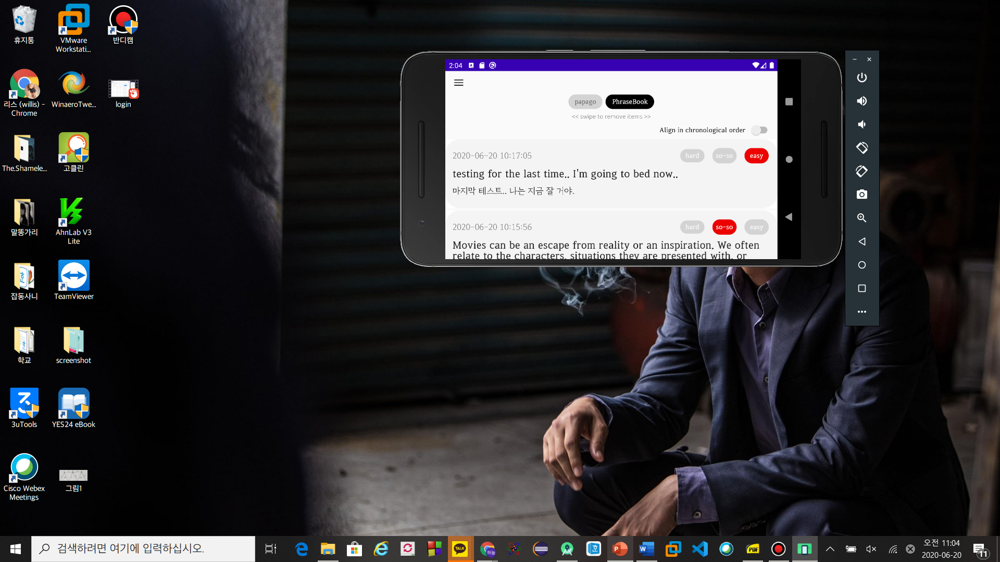 휴지통
VMware
Workstati...
반디캠
리스 (willis) -
Chrome
WinaeroTwe...
login
The.Shamele...
고클린
말똥가리
AhnLab V3
Lite
잡동사니
TeamViewer
학교
screenshot
3uTools
YES24 eBook
Cisco Webex
Meetings
그림1
2:04
papago
PhraseBook
<< swipe to remove items >>
Align in chronological order
2020-06-20 10:17:05
hard
so-so
easy
testing for the last time.. I'm going to bed now..
마지막 테스트.. 나는 지금 잘 거야.
2020-06-20 10:15:56
hard
so-so
easy
Movies can be an escape from reality or an inspiration. We often
relate to the characters, situations they are presented with, or
검색하려면 여기에 입력하십시오.
TALK
하늘
PDF
오전 11:04
2020-06-20
11